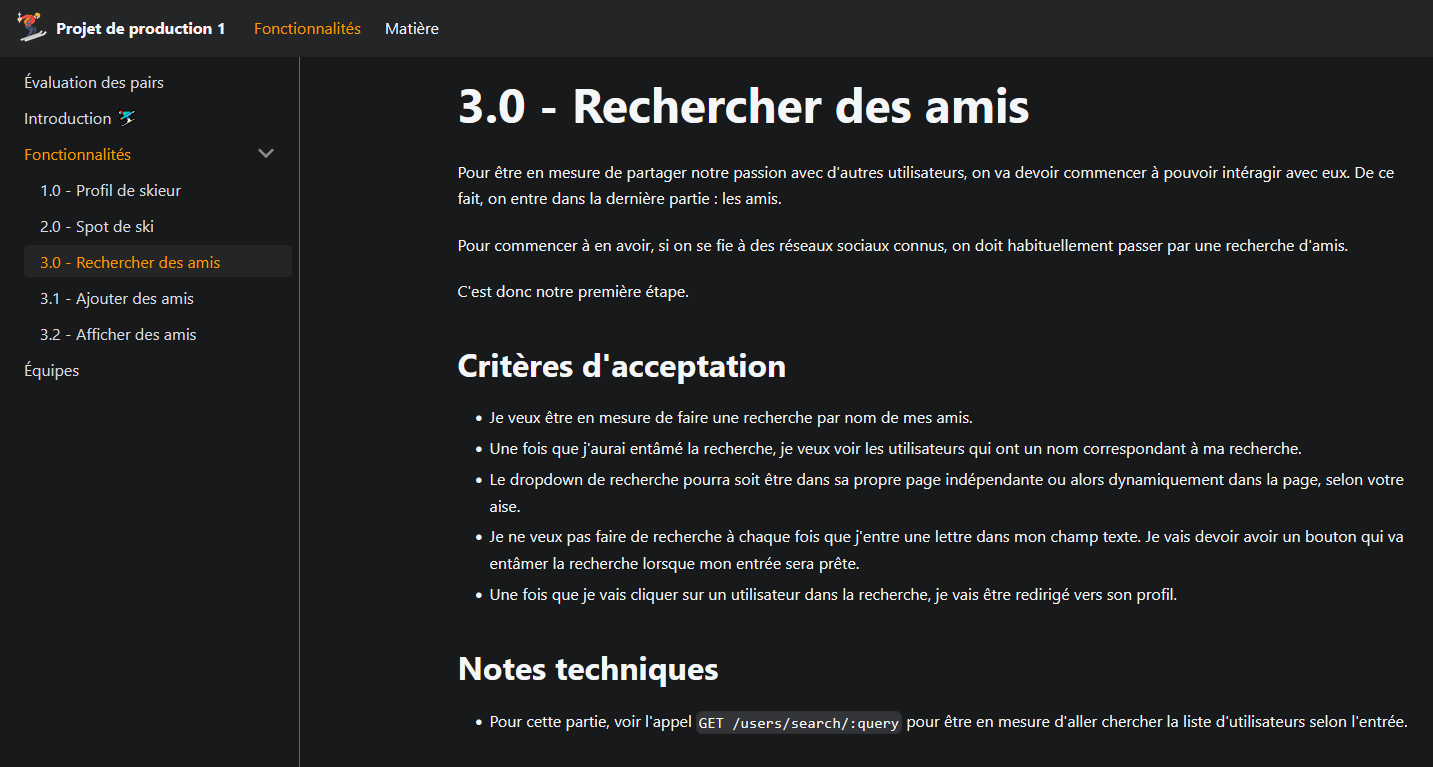 Projet de production 1 Fonctionnalités Matière
Évaluation des pairs
Introduction
Fonctionnalités
1.0 - Profil de skieur
2.0 - Spot de ski
3.0 - Rechercher des amis
3.1 - Ajouter des amis
3.2 - Afficher des amis
Équipes
3.0 - Rechercher des amis
Pour être en mesure de partager notre passion avec d'autres utilisateurs, on va devoir commencer à pouvoir intéragir avec eux. De ce
fait, on entre dans la dernière partie : les amis.
Pour commencer à en avoir, si on se fie à des réseaux sociaux connus, on doit habituellement passer par une recherche d'amis.
C'est donc notre première étape.
Critères d'acceptation
• Je veux être en mesure de faire une recherche par nom de mes amis.
• Une fois que j'aurai entâmé la recherche, je veux voir les utilisateurs qui ont un nom correspondant à ma recherche.
• Le dropdown de recherche pourra soit être dans sa propre page indépendante ou alors dynamiquement dans la page, selon votre
aise.
• Je ne veux pas faire de recherche à chaque fois que j'entre une lettre dans mon champ texte. Je vais devoir avoir un bouton qui va
entâmer la recherche lorsque mon entrée sera prête.
• Une fois que je vais cliquer sur un utilisateur dans la recherche, je vais être redirigé vers son profil.
Notes techniques
• Pour cette partie, voir l'appel GET /users/search/:query pour être en mesure d'aller chercher la liste d'utilisateurs selon l'entrée.